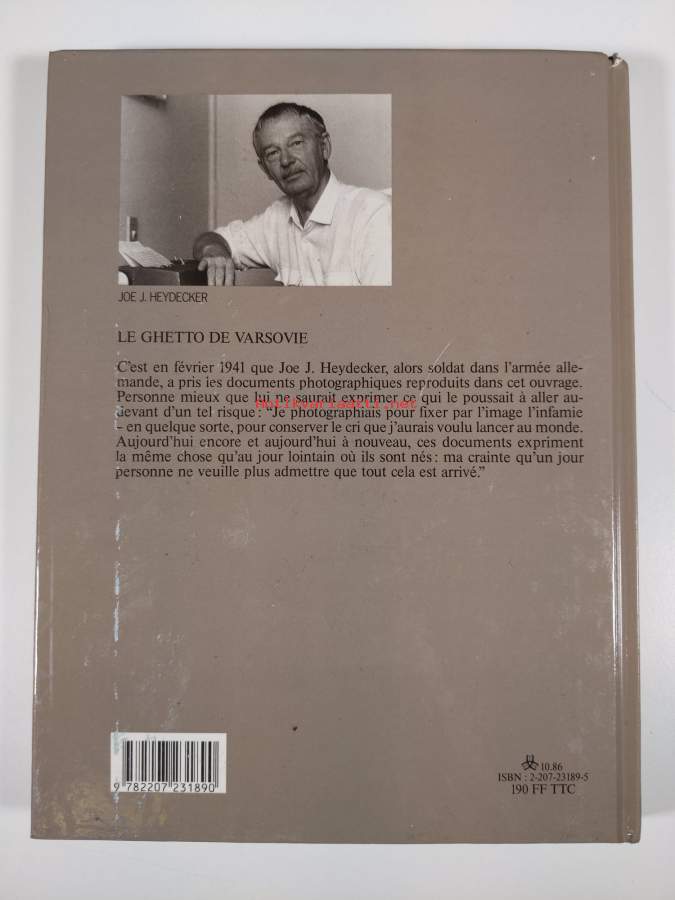 JOE J. HEYDECKER
LE GHETTO DE VARSOVIE
C'est en février 1941 que Joe J. Heydecker, alors soldat dans l'armée alle-
mande, a pris les documents photographiques reproduits dans cet ouvrage.
Personne mieux que lui ne saurait exprimer ce qui le poussait à aller au-
Antikvariaatti.net
devant d'un tel risque : "Je photographiais pour fixer par l'image l'infamie
– en quelque sorte, pour conserver le cri que j'aurais voulu lancer au monde.
Aujourd'hui encore et aujourd'hui à nouveau, ces documents expriment
la même chose qu'au jour lointain où ils sont nés : ma crainte qu'un jour
personne ne veuille plus admettre que tout cela est arrivé."
10.86
ISBN : 2-207-23189-5
190 FF TTC
9 782207 231890